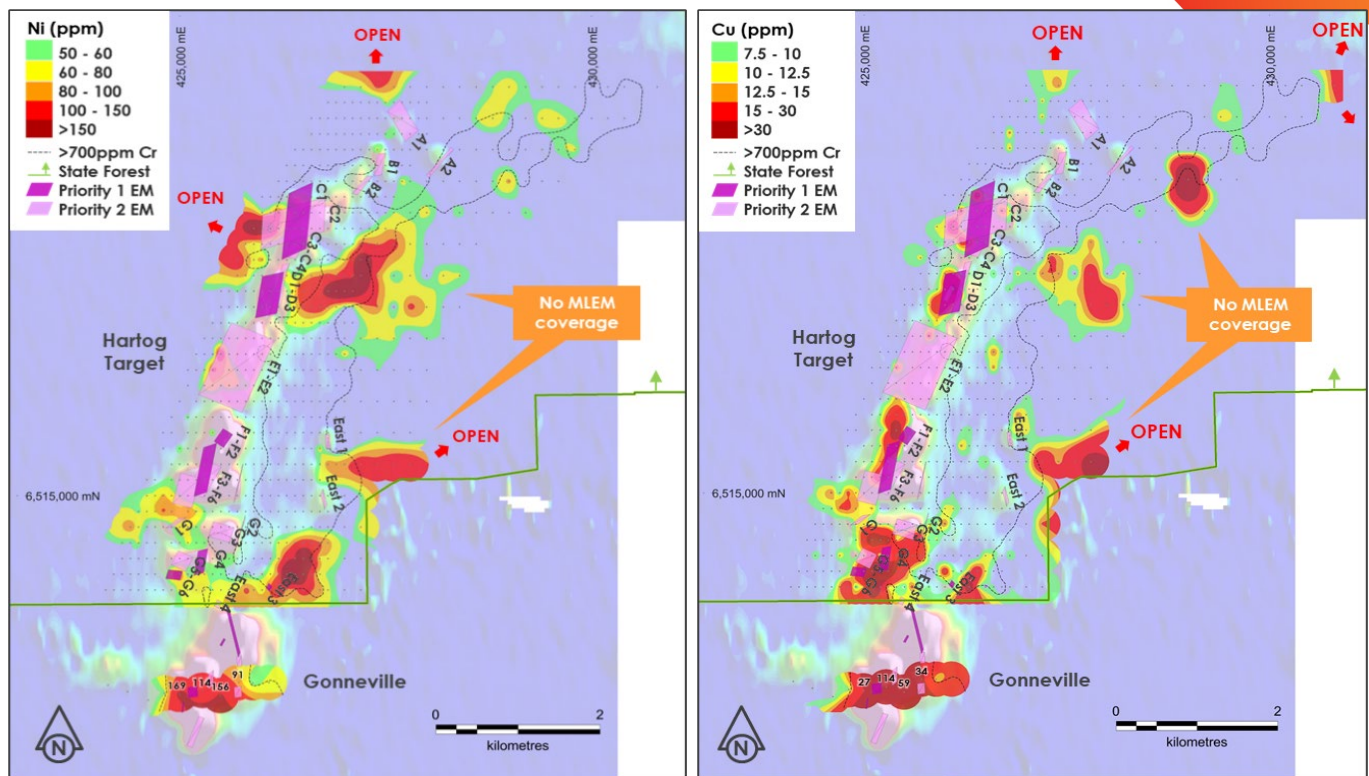 Ni (ppm)
50 - 60
60 - 80
80 - 100
100 - 150
>150
>700ppm Cr
State Forest
Priority 1 EM
Priority 2 EM
425,000 mE
OPEN
430,000 mE
A1
A2
B1
B2
C1
C2
OPEN
C3-C4
D1-D3
No MLEM
coverage
Hartog
Target
E1-E2
F1-F2
East 1
OPEN
F3-F6
6,515,000 mN
East 2
G1
G2
G3
G4
G5-G6
East 3
East 4
91
169
114
156
Gonneville
N
0
2
kilometres
Cu (ppm)
7.5 - 10
10 - 12.5
12.5 - 15
15 - 30
>30
>700ppm Cr
State Forest
Priority 1 EM
Priority 2 EM
425,000 mE
OPEN
430,000 mE
OPEN
A1
A2
B1
B2
C1
C2
C3-C4
D1-D3
No MLEM
coverage
Hartog
Target
E1-E2
F1-F2
East 1
OPEN
F3-F6
6,515,000 mN
East 2
G2
G3
G4
G5-G6
East 3
East 4
34
27
114
59
Gonneville
N
0
2
kilometres